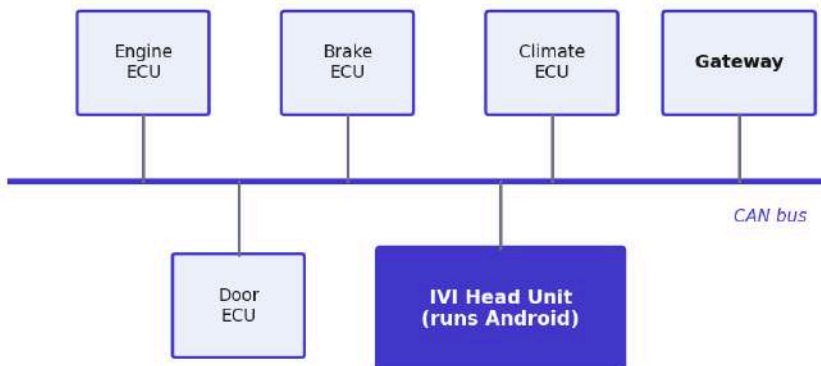 Engine
ECU
Brake
ECU
Climate
ECU
Gateway
CAN bus
Door
ECU
IVI Head Unit
(runs Android)